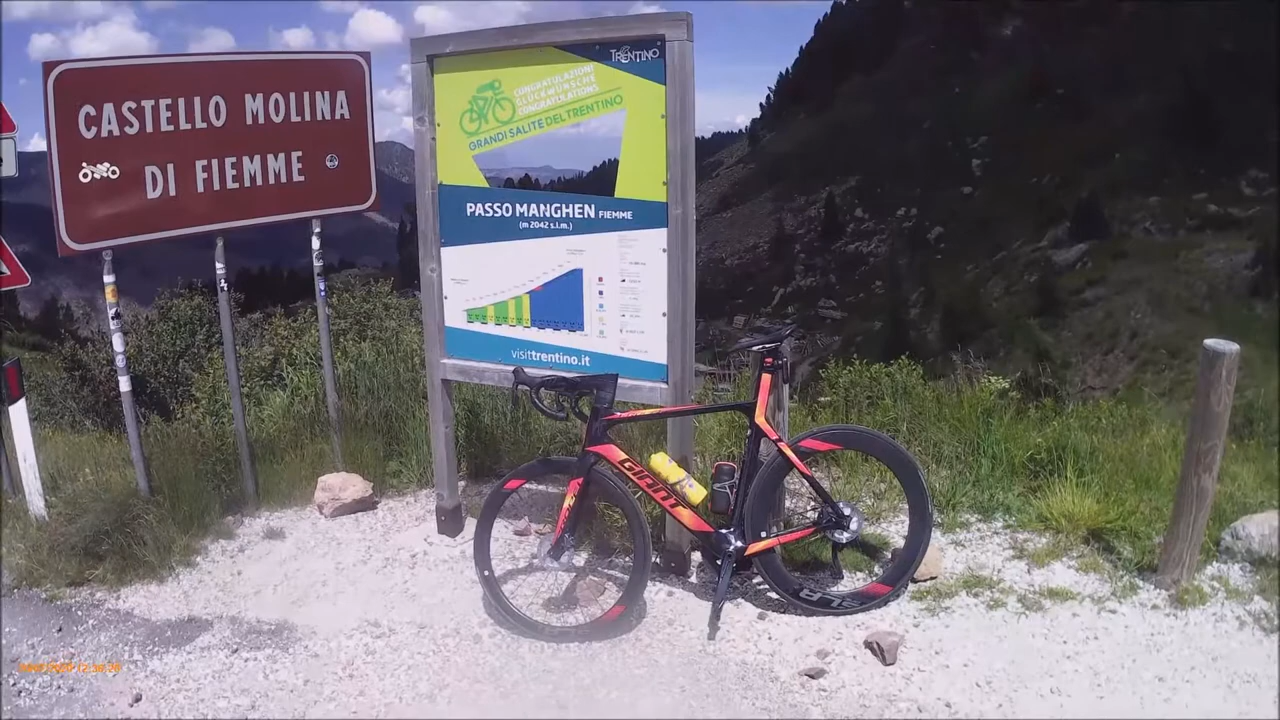 CASTELLO MOLINA
DI FIEMME
TRENTINO
CONGRATULAZIONI
GLÜCKWÜNSCHE
CONGRATULATIONS
GRANDI SALITE DEL TRENTINO
PASSO MANGHEN FIEMME
(m 2042 s.l.m.)
visittrentino.it
GIANT
SLR